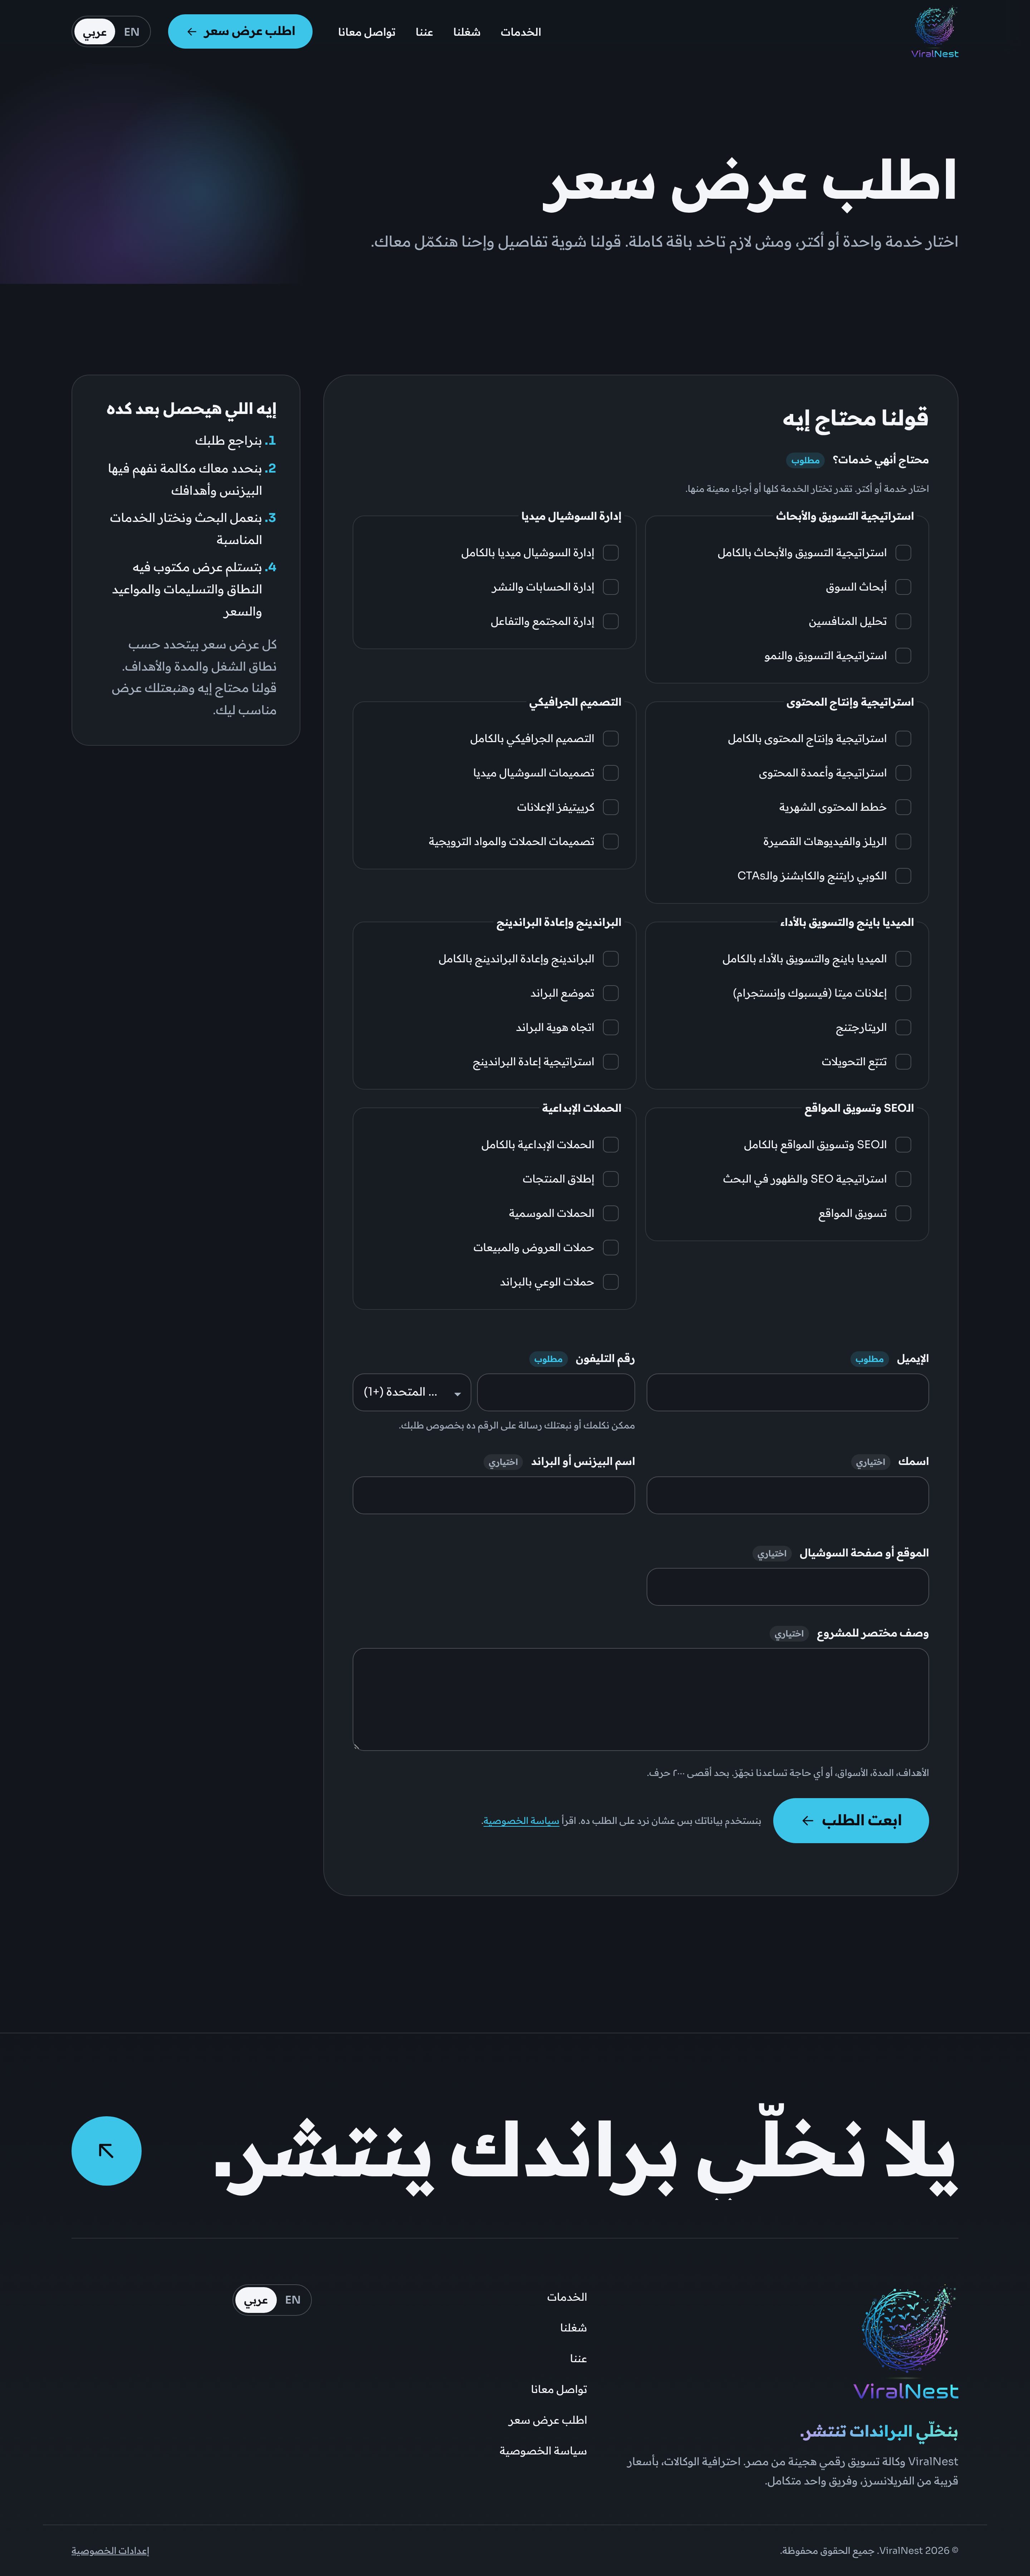 ViralNest
الخدمات
شغلنا
عننا
تواصل معانا
اطلب عرض سعر ←
EN
عربي
اطلب عرض سعر
اختار خدمة واحدة أو أكتر، ومش لازم تاخد باقة كاملة. قولنا شوية تفاصيل وإحنا هنكمّل معاك.
قولنا محتاج إيه
محتاج أنهي خدمات؟ مطلوب
اختار خدمة أو أكتر. تقدر تختار الخدمة كلها أو أجزاء معينة منها.
استراتيجية التسويق والأبحاث
استراتيجية التسويق والأبحاث بالكامل
أبحاث السوق
تحليل المنافسين
استراتيجية التسويق والنمو
إدارة السوشيال ميديا
إدارة السوشيال ميديا بالكامل
إدارة الحسابات والنشر
إدارة المجتمع والتفاعل
استراتيجية وإنتاج المحتوى
استراتيجية وإنتاج المحتوى بالكامل
استراتيجية وأعمدة المحتوى
خطط المحتوى الشهرية
الريلز والفيديوهات القصيرة
الكوبي رايتنج والكابشنز والـCTAs
التصميم الجرافيكي
التصميم الجرافيكي بالكامل
تصميمات السوشيال ميديا
كرييتيفز الإعلانات
تصميمات الحملات والمواد الترويجية
الميديا باينج والتسويق بالأداء
الميديا باينج والتسويق بالأداء بالكامل
إعلانات ميتا (فيسبوك وإنستجرام)
الريتارجتنج
تتبّع التحويلات
البراندينج وإعادة البراندينج
البراندينج وإعادة البراندينج بالكامل
تموضع البراند
اتجاه هوية البراند
استراتيجية إعادة البراندينج
الـSEO وتسويق المواقع
الـSEO وتسويق المواقع بالكامل
استراتيجية SEO والظهور في البحث
تسويق المواقع
الحملات الإبداعية
الحملات الإبداعية بالكامل
إطلاق المنتجات
الحملات الموسمية
حملات العروض والمبيعات
حملات الوعي بالبراند
الإيميل مطلوب
رقم التليفون مطلوب
... المتحدة (+1)
ممكن نكلمك أو نبعتلك رسالة على الرقم ده بخصوص طلبك.
اسمك اختياري
اسم البيزنس أو البراند اختياري
الموقع أو صفحة السوشيال اختياري
وصف مختصر للمشروع اختياري
الأهداف، المدة، الأسواق، أو أي حاجة تساعدنا نجهّز. بحد أقصى ٢٠٠٠ حرف.
ابعت الطلب ←
بنستخدم بياناتك بس عشان نرد على الطلب ده. اقرأ سياسة الخصوصية.
إيه اللي هيحصل بعد كده
1. بنراجع طلبك
2. بنحدد معاك مكالمة نفهم فيها
البيزنس وأهدافك
3. بنعمل البحث ونختار الخدمات
المناسبة
4. بتستلم عرض مكتوب فيه
النطاق والتسليمات والمواعيد
والسعر
كل عرض سعر بيتحدد حسب
نطاق الشغل والمدة والأهداف.
قولنا محتاج إيه وهنبعتلك عرض
مناسب ليك.
يلا نخلّي براندك ينتشر.
ViralNest
بنخلّي البراندات تنتشر.
ViralNest وكالة تسويق رقمي هجينة من مصر. احترافية الوكالات، بأسعار
قريبة من الفريلانسرز، وفريق واحد متكامل.
الخدمات
شغلنا
عننا
تواصل معانا
اطلب عرض سعر
سياسة الخصوصية
EN
عربي
© 2026 ViralNest. جميع الحقوق محفوظة.
إعدادات الخصوصية